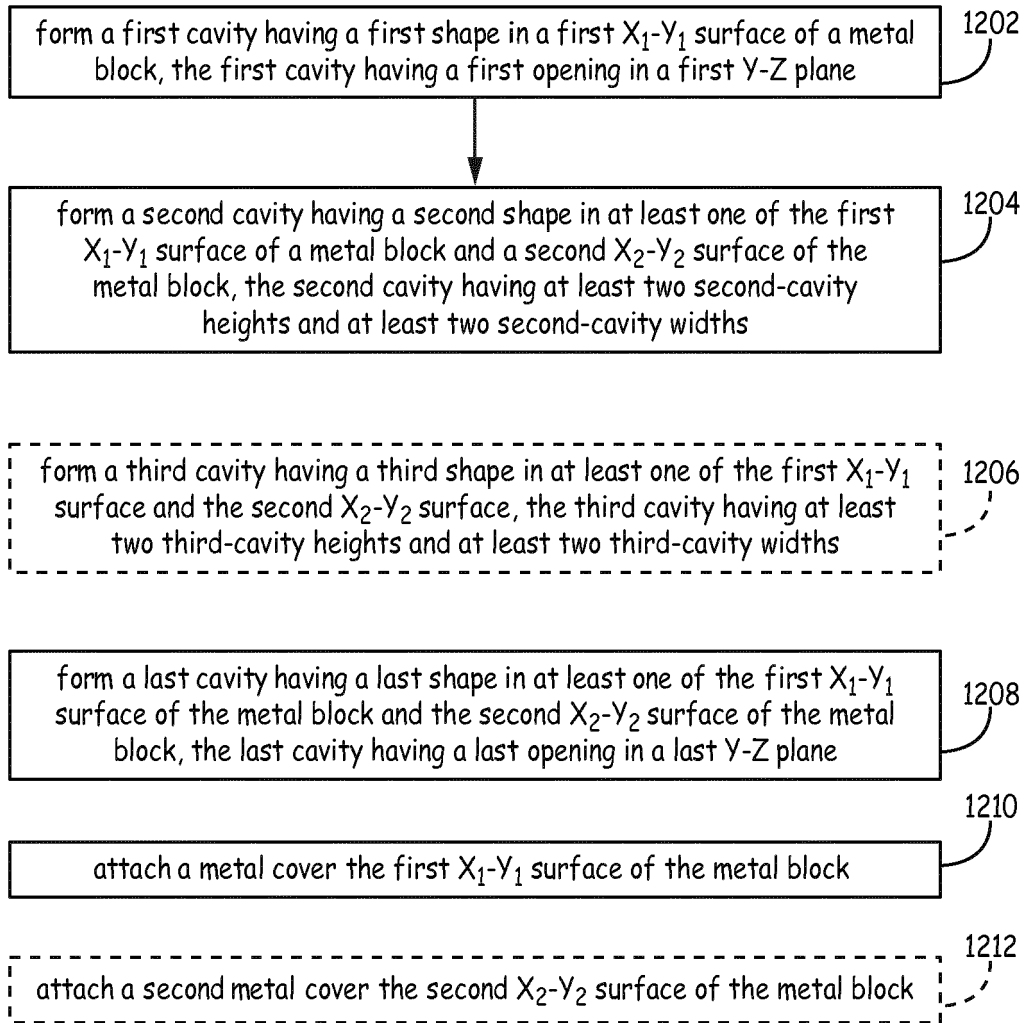 form a first cavity having a first shape in a first X₁-Y₁ surface of a metal
block, the first cavity having a first opening in a first Y-Z plane
1202
form a second cavity having a second shape in at least one of the first
X₁-Y₁ surface of a metal block and a second X₂-Y₂ surface of the
metal block, the second cavity having at least two second-cavity
heights and at least two second-cavity widths
1204
form a third cavity having a third shape in at least one of the first X₁-Y₁
surface and the second X₂-Y₂ surface, the third cavity having at least
two third-cavity heights and at least two third-cavity widths
1206
form a last cavity having a last shape in at least one of the first X₁-Y₁
surface of the metal block and the second X₂-Y₂ surface of the metal
block, the last cavity having a last opening in a last Y-Z plane
1208
attach a metal cover the first X₁-Y₁ surface of the metal block
1210
attach a second metal cover the second X₂-Y₂ surface of the metal block
1212